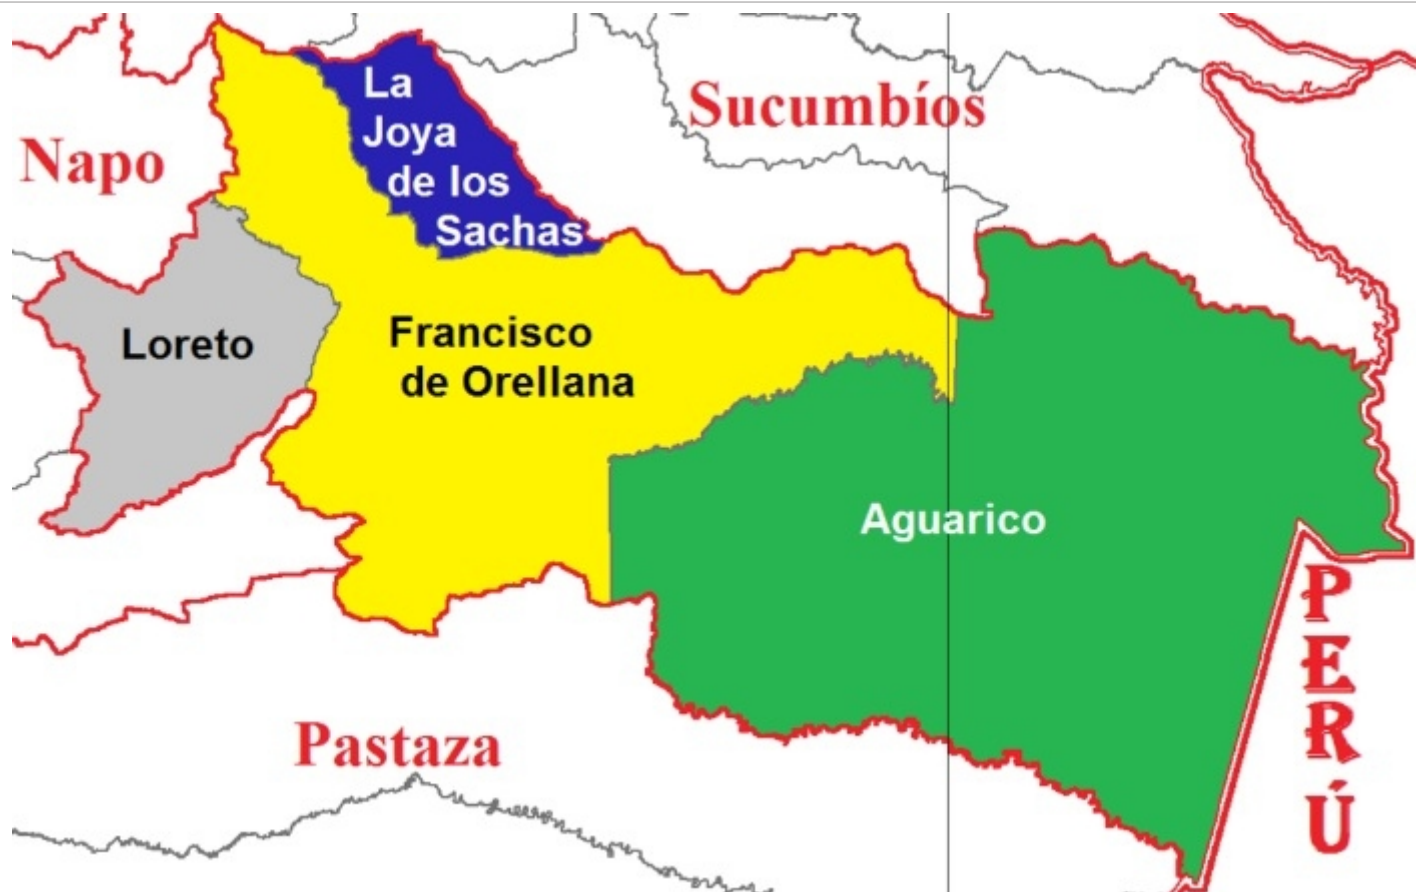 La
Joya
de los
Sachas
Sucumbíos
Napo
Loreto
Francisco
de Orellana
Aguarico
Pastaza
PERÚ